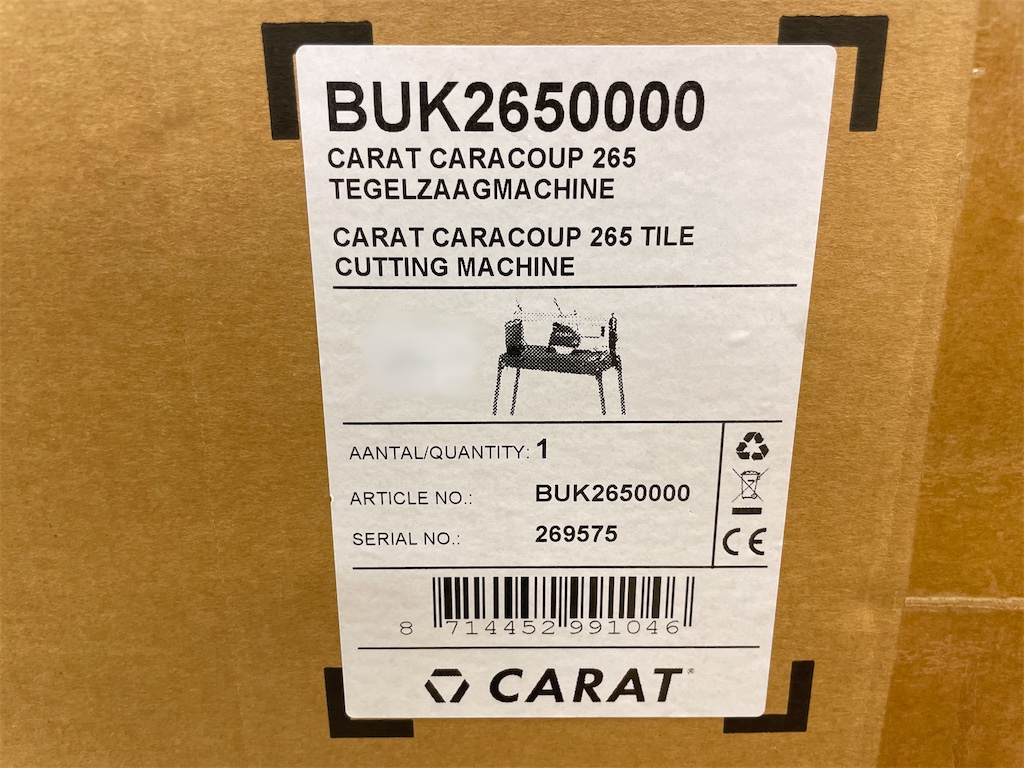 BUK2650000
CARAT CARACOUP 265
TEGELZAAGMACHINE
CARAT CARACOUP 265 TILE
CUTTING MACHINE
AANTAL/QUANTITY: 1
ARTICLE NO.: BUK2650000
SERIAL NO.: 269575
CE
8 714452 991046
CARAT®